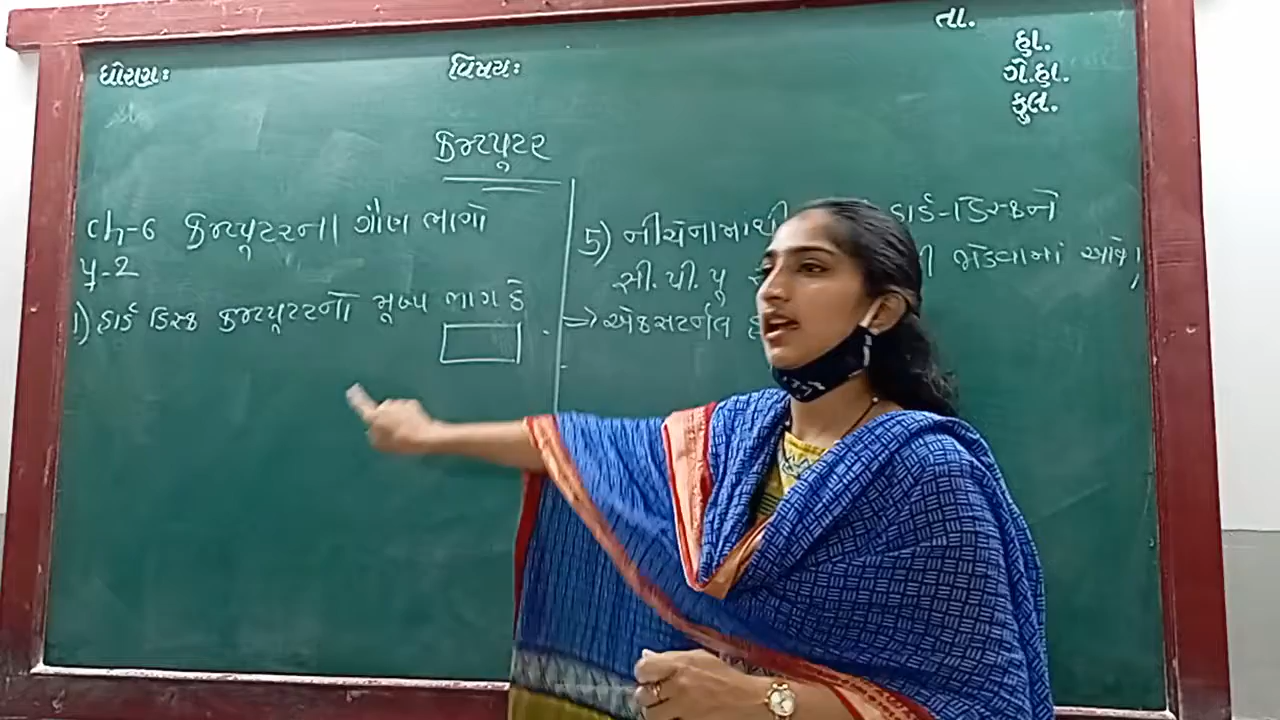 તા.
હા.
ગે.હા.
કુલ.
ધોરણ:
વિષય:
કમ્પ્યૂટર
ch-6 કમ્પ્યૂટરના ગૌણ ભાગો
પ્ર-2
1) હાર્ડ ડિસ્ક કમ્પ્યૂટરનો મૂખ્ય ભાગ છે
5) નીચેનામાંથી હાર્ડ-ડિસ્કને
સી.પી.યૂ જોડવામાં આવે
⇒ એક્સટર્નલ